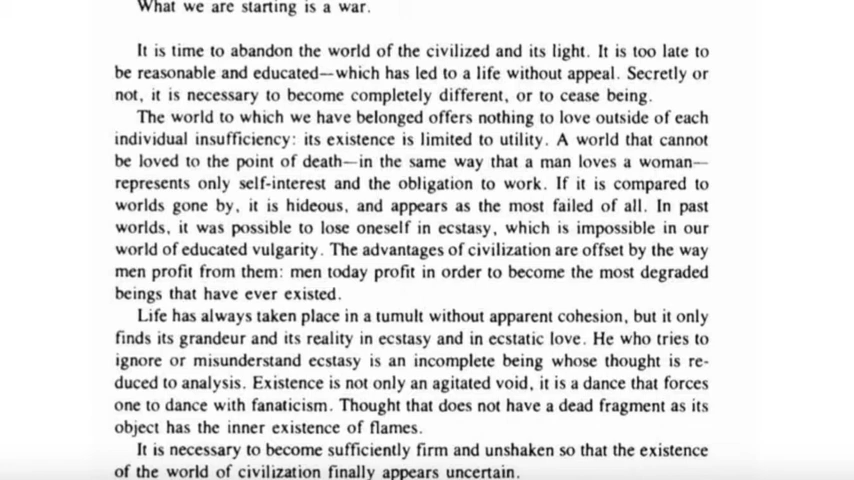 What we are starting is a war.
It is time to abandon the world of the civilized and its light. It is too late to
be reasonable and educated—which has led to a life without appeal. Secretly or
not, it is necessary to become completely different, or to cease being.
The world to which we have belonged offers nothing to love outside of each
individual insufficiency: its existence is limited to utility. A world that cannot
be loved to the point of death—in the same way that a man loves a woman—
represents only self-interest and the obligation to work. If it is compared to
worlds gone by, it is hideous, and appears as the most failed of all. In past
worlds, it was possible to lose oneself in ecstasy, which is impossible in our
world of educated vulgarity. The advantages of civilization are offset by the way
men profit from them: men today profit in order to become the most degraded
beings that have ever existed.
Life has always taken place in a tumult without apparent cohesion, but it only
finds its grandeur and its reality in ecstasy and in ecstatic love. He who tries to
ignore or misunderstand ecstasy is an incomplete being whose thought is re-
duced to analysis. Existence is not only an agitated void, it is a dance that forces
one to dance with fanaticism. Thought that does not have a dead fragment as its
object has the inner existence of flames.
It is necessary to become sufficiently firm and unshaken so that the existence
of the world of civilization finally appears uncertain.